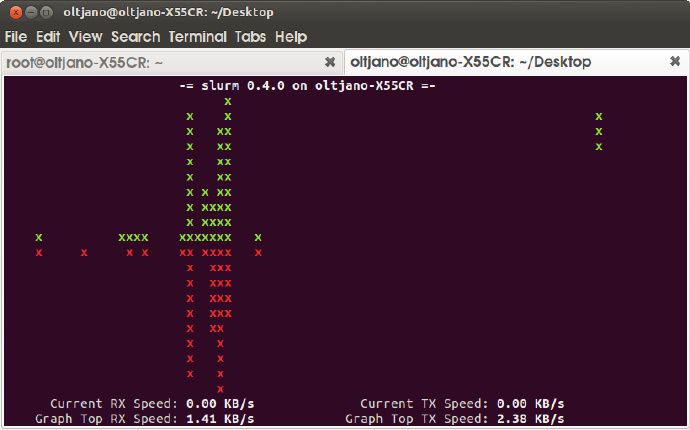 oltjano@oltjano-X55CR: ~/Desktop
File Edit View Search Terminal Tabs Help
root@oltjano-X55CR: ~ oltjano@oltjano-X55CR: ~/Desktop
-= slurm 0.4.0 on oltjano-X55CR =-
x
x x x
x xx x
x xx x
x xx
x xx
x x xx
x xxxx
x xxxx
x xxxx xxxxxxx x
x x x x xx xxxx x
x xxx
x xxx
x xxx
x xxx
x xx
x x
x x
x
Current RX Speed: 0.00 KB/s Current TX Speed: 0.00 KB/s
Graph Top RX Speed: 1.41 KB/s Graph Top TX Speed: 2.38 KB/s